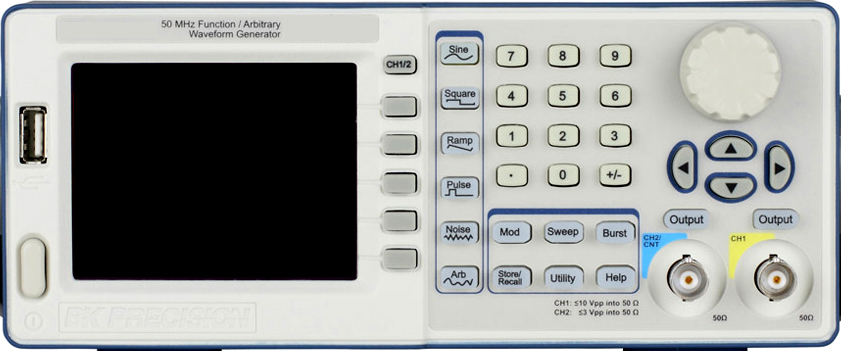 50 MHz Function / Arbitrary
Waveform Generator
CH1/2
Sine
Square
Ramp
Pulse
Noise
Arb
7 8 9
4 5 6
1 2 3
. 0 +/-
Mod Sweep Burst
Store/
Recall
Utility Help
Output Output
CH2/
CNT
CH1
50Ω 50Ω
CH1: ≤10 Vpp into 50 Ω
CH2: ≤3 Vpp into 50 Ω
BK PRECISION